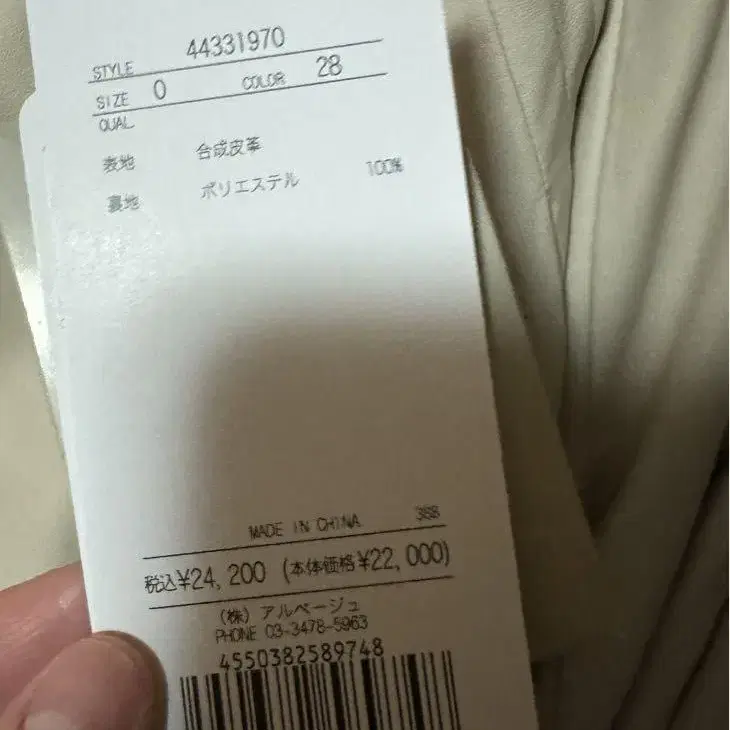 STYLE 44331970
SIZE 0 COLOR 28
QUAL
表地 合成皮革
裏地 ポリエステル 100%
MADE IN CHINA 388
税込¥24,200 (本体価格¥22,000)
(株) アルページュ
PHONE 03-3478-5963
4550382589748